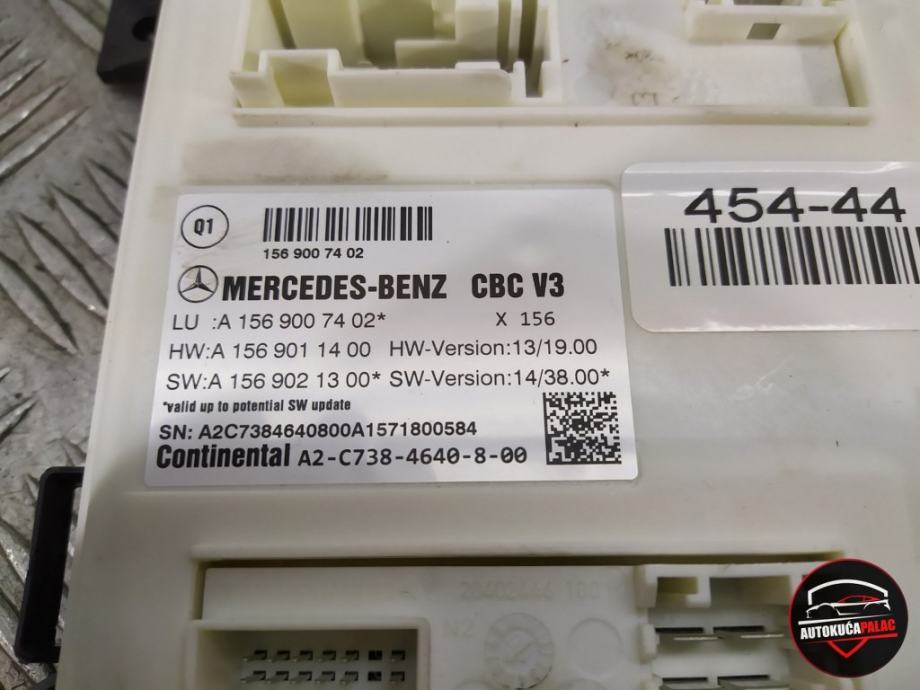 Q1
156 900 74 02
MERCEDES-BENZ CBC V3
LU :A 156 900 74 02* X 156
HW:A 156 901 14 00 HW-Version:13/19.00
SW:A 156 902 13 00* SW-Version:14/38.00*
*valid up to potential SW update
SN: A2C7384640800A1571800584
Continental A2-C738-4640-8-00
454-44
AUTOKUĆAPALAC